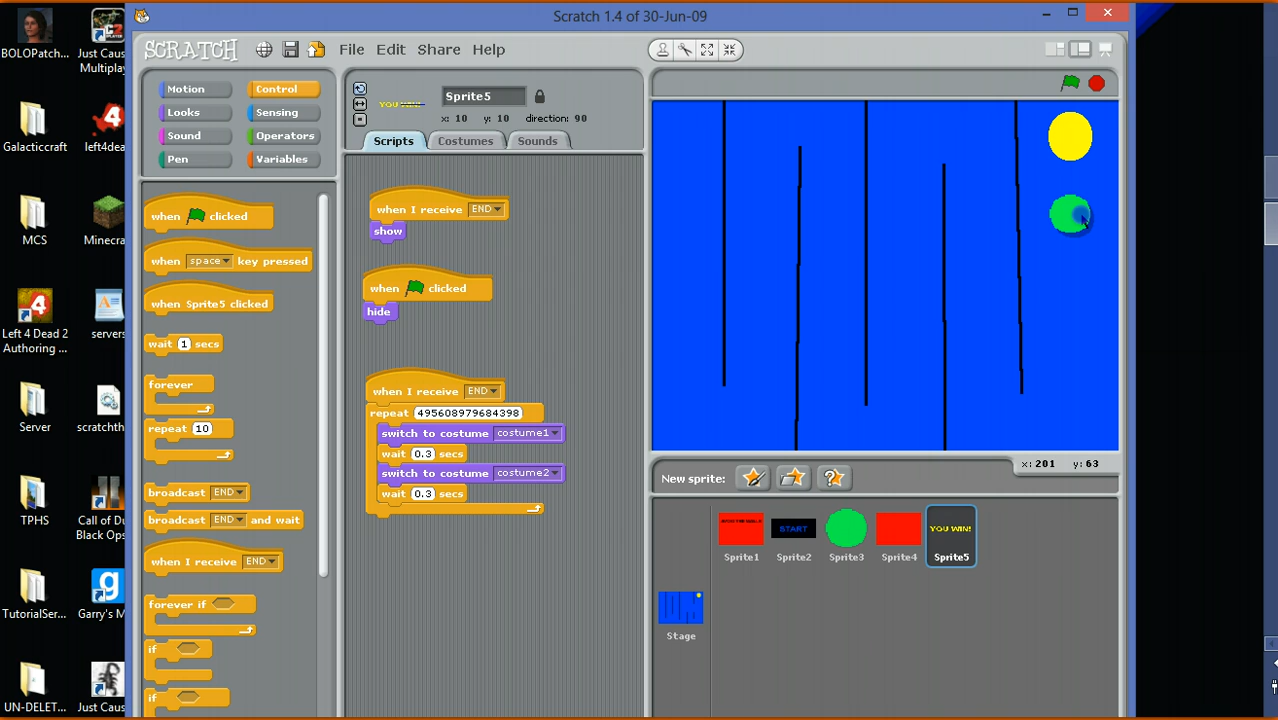 Scratch 1.4 of 30-Jun-09
SCRATCH
File Edit Share Help
Motion Control
Looks Sensing
Sound Operators
Pen Variables
YOU WIN!
Sprite5
x: 10 y: 10 direction: 90
Scripts Costumes Sounds
when clicked
when space key pressed
when Sprite5 clicked
wait 1 secs
forever
repeat 10
broadcast END
broadcast END and wait
when I receive END
forever if
if
if
when I receive END
show
when clicked
hide
when I receive END
repeat 495608979684398
switch to costume costume1
wait 0.3 secs
switch to costume costume2
wait 0.3 secs
x: 201 y: 63
New sprite:
START
YOU WIN!
Sprite1 Sprite2 Sprite3 Sprite4 Sprite5
Stage
BOLOPatch... Just Caus
Multiplay
Galacticcraft left4dea
MCS Minecra
Left 4 Dead 2
Authoring ...
servers
Server scratchth
TPHS Call of Du
Black Ops
TutorialSer... Garry's M
UN-DELET... Just Caus